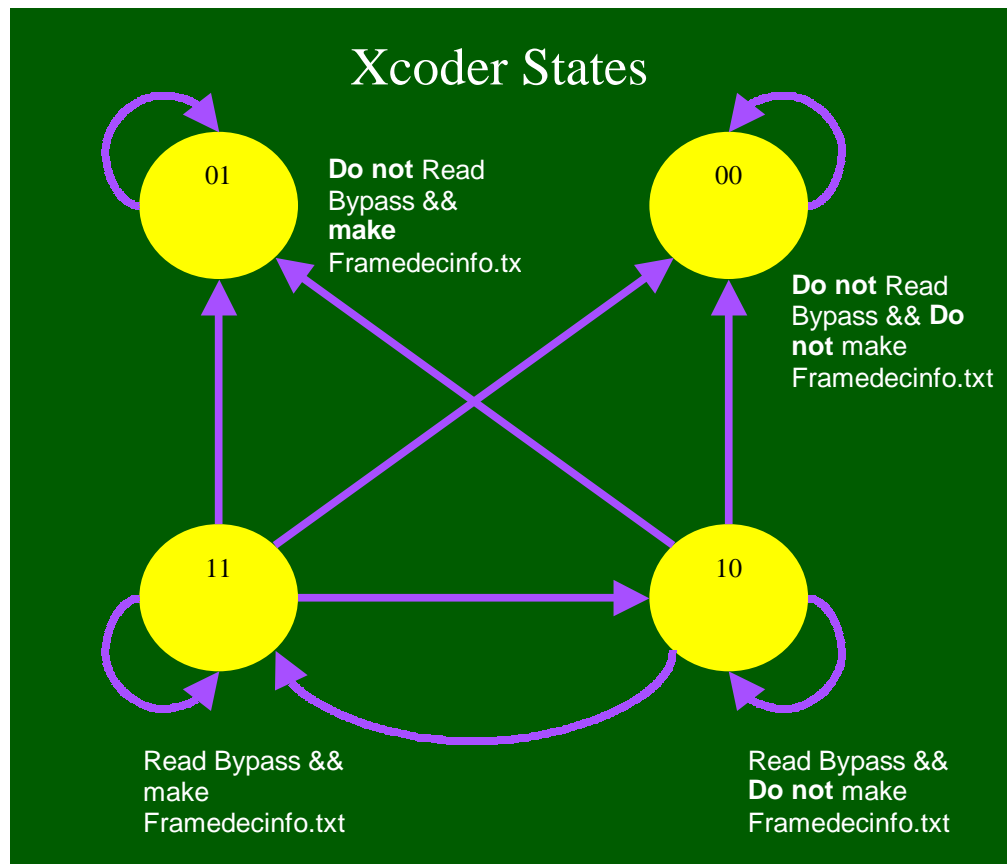 Xcoder States
01
Do not Read
Bypass &&
make
Framedecinfo.tx
00
Do not Read
Bypass && Do
not make
Framedecinfo.txt
11
10
Read Bypass &&
make
Framedecinfo.txt
Read Bypass &&
Do not make
Framedecinfo.txt